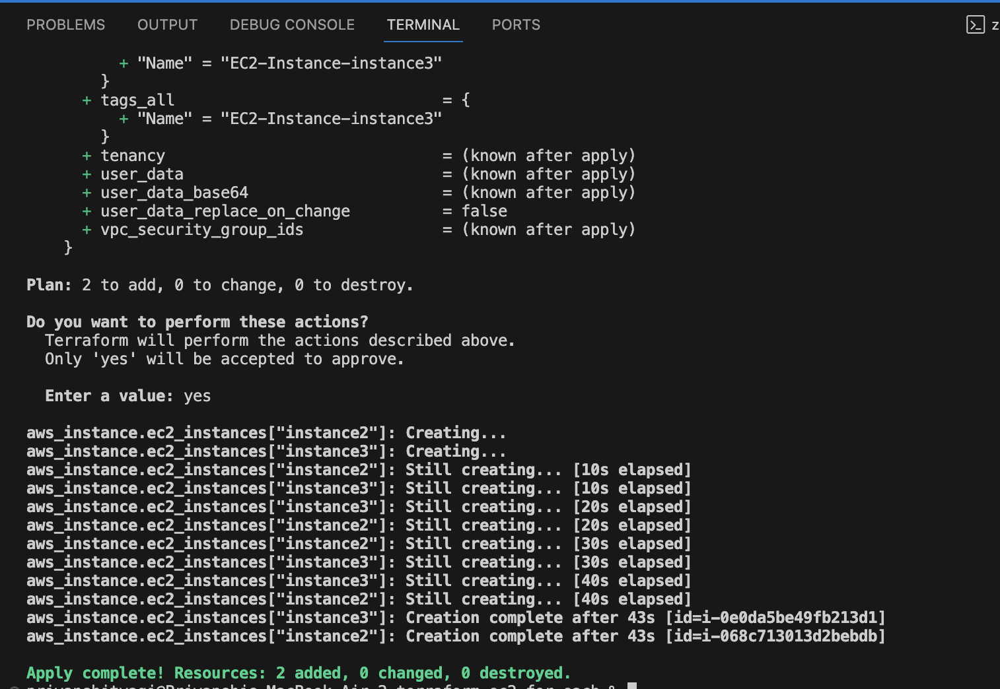 PROBLEMS OUTPUT DEBUG CONSOLE TERMINAL PORTS z
+ "Name" = "EC2-Instance-instance3"
}
+ tags_all = {
+ "Name" = "EC2-Instance-instance3"
}
+ tenancy = (known after apply)
+ user_data = (known after apply)
+ user_data_base64 = (known after apply)
+ user_data_replace_on_change = false
+ vpc_security_group_ids = (known after apply)
}
Plan: 2 to add, 0 to change, 0 to destroy.
Do you want to perform these actions?
Terraform will perform the actions described above.
Only 'yes' will be accepted to approve.
Enter a value: yes
aws_instance.ec2_instances["instance2"]: Creating...
aws_instance.ec2_instances["instance3"]: Creating...
aws_instance.ec2_instances["instance2"]: Still creating... [10s elapsed]
aws_instance.ec2_instances["instance3"]: Still creating... [10s elapsed]
aws_instance.ec2_instances["instance3"]: Still creating... [20s elapsed]
aws_instance.ec2_instances["instance2"]: Still creating... [20s elapsed]
aws_instance.ec2_instances["instance2"]: Still creating... [30s elapsed]
aws_instance.ec2_instances["instance3"]: Still creating... [30s elapsed]
aws_instance.ec2_instances["instance3"]: Still creating... [40s elapsed]
aws_instance.ec2_instances["instance2"]: Still creating... [40s elapsed]
aws_instance.ec2_instances["instance3"]: Creation complete after 43s [id=i-0e0da5be49fb213d1]
aws_instance.ec2_instances["instance2"]: Creation complete after 43s [id=i-068c713013d2bebdb]
Apply complete! Resources: 2 added, 0 changed, 0 destroyed.